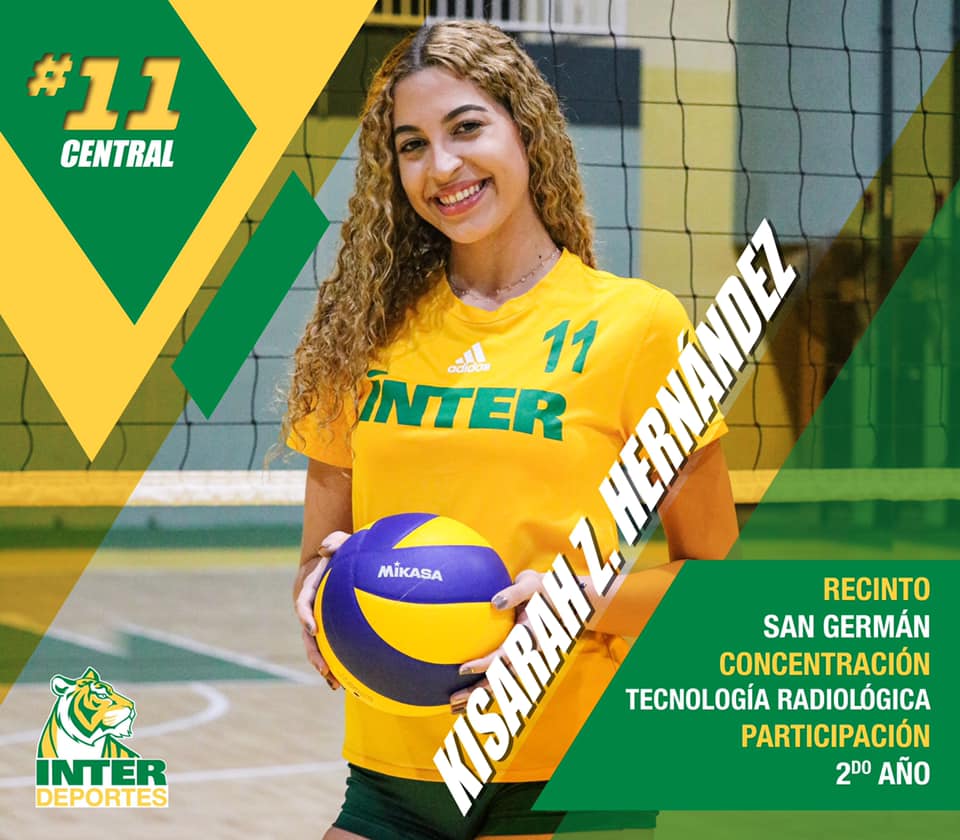 #11
CENTRAL
11
adidas
INTER
MIKASA
KISARAH Z. HERNÁNDEZ
RECINTO
SAN GERMÁN
CONCENTRACIÓN
TECNOLOGÍA RADIOLÓGICA
PARTICIPACIÓN
2DO AÑO
INTER
DEPORTES